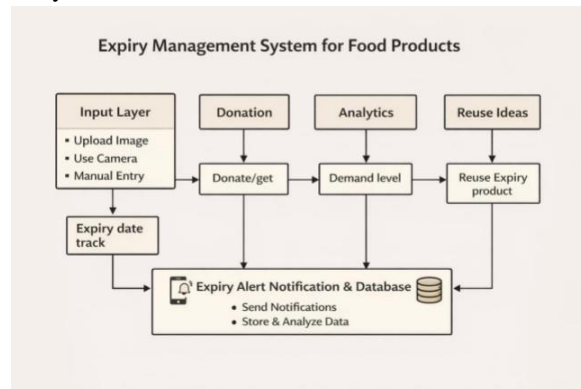 Expiry Management System for Food Products
Input Layer
• Upload Image
• Use Camera
• Manual Entry
Donation
Analytics
Reuse Ideas
Donate/get
Demand level
Reuse Expiry
product
Expiry date
track
Expiry Alert Notification & Database
• Send Notifications
• Store & Analyze Data